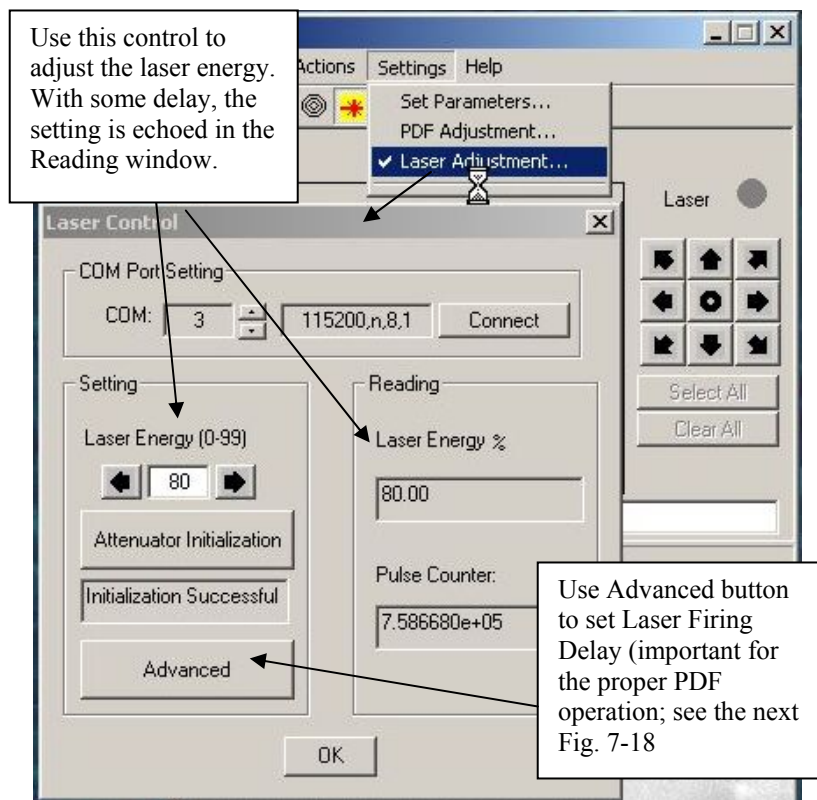 Use this control to
adjust the laser energy.
With some delay, the
setting is echoed in the
Reading window.
Actions Settings Help
Set Parameters...
PDF Adjustment...
Laser Adjustment...
Laser
Select All
Clear All
Laser Control
COM Port Setting
COM: 3 115200,n,8,1 Connect
Setting
Laser Energy (0-99)
80
Attenuator Initialization
Initialization Successful
Advanced
Reading
Laser Energy %
80.00
Pulse Counter:
7.586680e+05
OK
Use Advanced button
to set Laser Firing
Delay (important for
the proper PDF
operation; see the next
Fig. 7-18